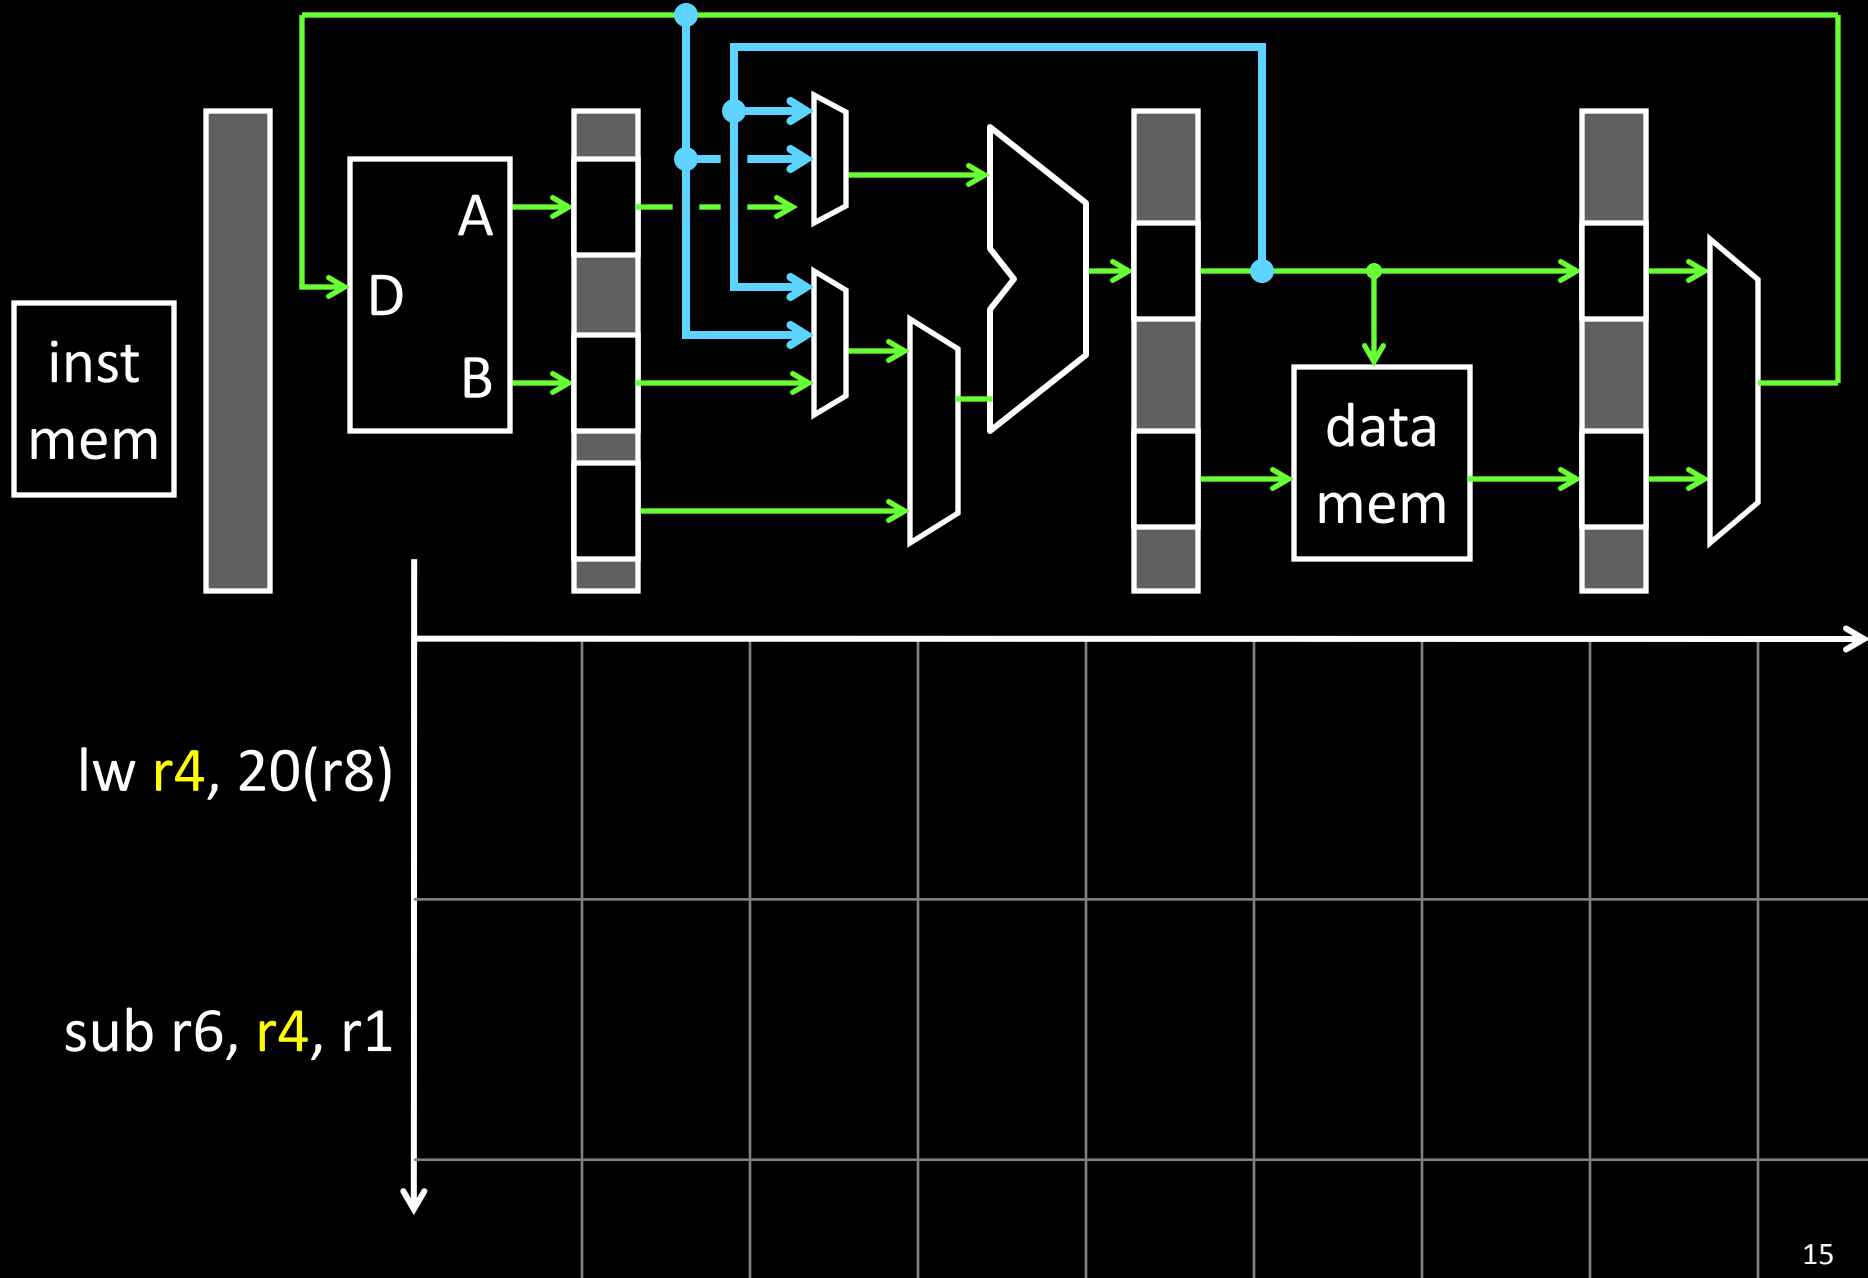 A
D
B
inst
mem
data
mem
lw r4, 20(r8)
sub r6, r4, r1
15